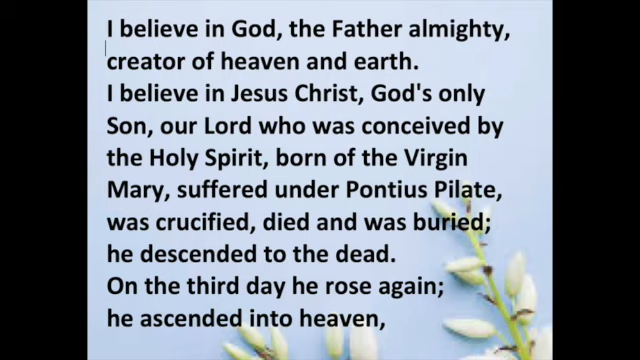 I believe in God, the Father almighty,
creator of heaven and earth.
I believe in Jesus Christ, God's only
Son, our Lord who was conceived by
the Holy Spirit, born of the Virgin
Mary, suffered under Pontius Pilate,
was crucified, died and was buried;
he descended to the dead.
On the third day he rose again;
he ascended into heaven,